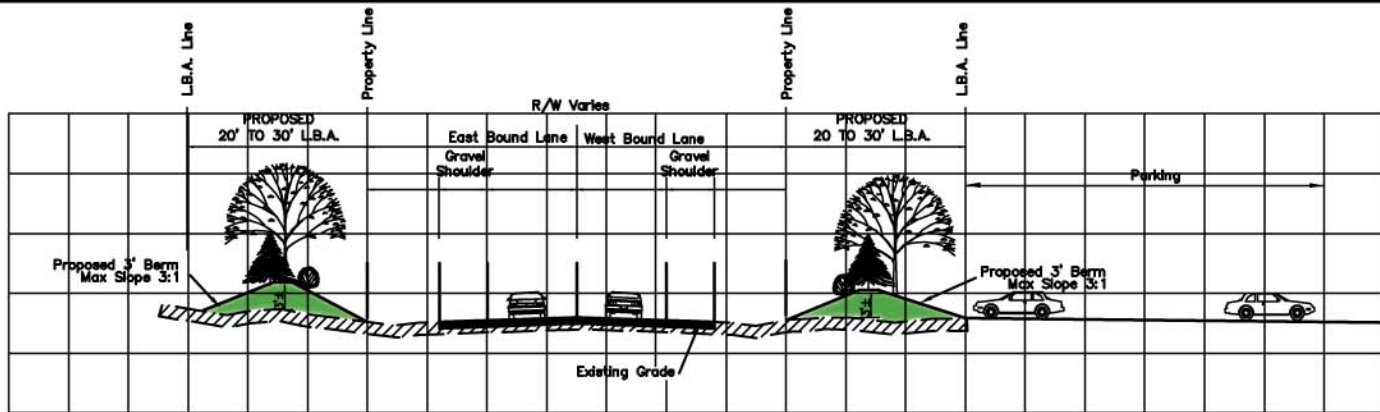 L.B.A. Line
Property Line
Property Line
L.B.A. Line
R/W Varies
PROPOSED
20' TO 30' L.B.A.
East Bound Lane
West Bound Lane
PROPOSED
20 TO 30' L.B.A.
Gravel
Shoulder
Gravel
Shoulder
Parking
Proposed 3' Berm
Max Slope 3:1
3'±
3'±
Proposed 3' Berm
Max Slope 3:1
Existing Grade